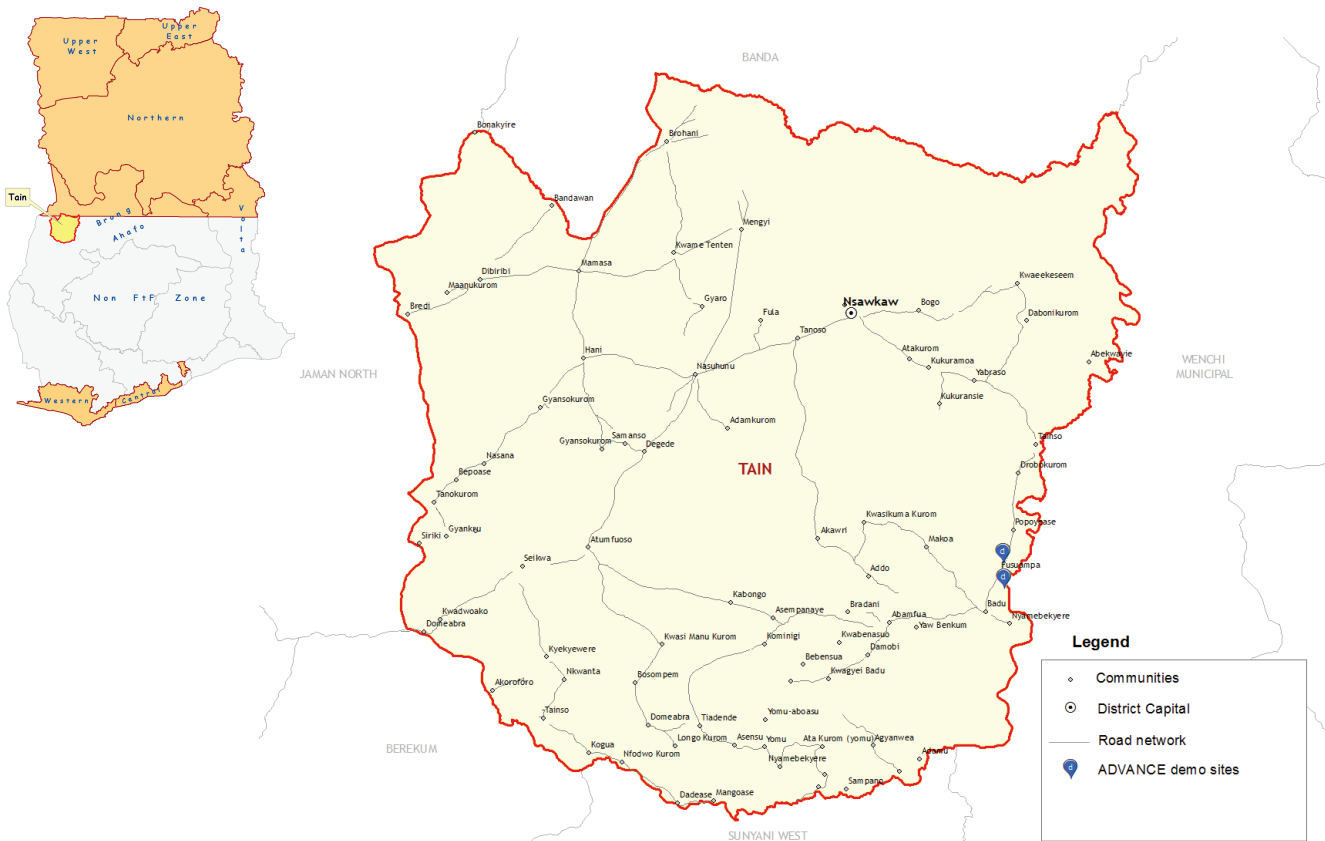 Upper
West
Upper
East
Northern
Tain
Brong
Ahafo
Volta
Non FtF Zone
Western
Central
BANDA
JAMAN NORTH
WENCHI
MUNICIPAL
BEREKUM
SUNYANI WEST
TAIN
Bonakyire
Brohani
Bandawan
Mengyi
Kwame Tenten
Mamasa
Dibiribi
Maanukurom
Bredi
Gyaro
Fula
Nsawkaw
Bogo
Kwaeekeseem
Dabonikurom
Tanoso
Hani
Nasuhunu
Atakurom
Kukuramoa
Yabraso
Abekwayie
Kukuransie
Gyansokurom
Adamkurom
Samanso
Gyansokurom
Degede
Tainso
Nasana
Bepoase
Drobokurom
Tanokurom
Kwasikuma Kurom
Siriki
Akawri
Popoyaase
Atumfuoso
Makoa
Seikwa
d
Fusuampa
d
Addo
Kabongo
Asempanaye
Bradani
Abamfua
Badu
Nyamebekyere
Kwadwoako
Domeabra
Yaw Benkum
Kwasi Manu Kurom
Kominigi
Kwabenasuo
Damobi
Kyekyewere
Bebensua
Nkwanta
Bosompem
Kwagyei Badu
Akoroforo
Tainso
Domeabra
Tiadende
Yomu-aboasu
Kogua
Longo Kurom
Asensu
Yomu
Ata Kurom (yomu)
Agyanwea
Nfodwo Kurom
Nyamebekyere
Adamu
Dadease
Mangoase
Sampano
Legend
Communities
District Capital
Road network
d
ADVANCE demo sites